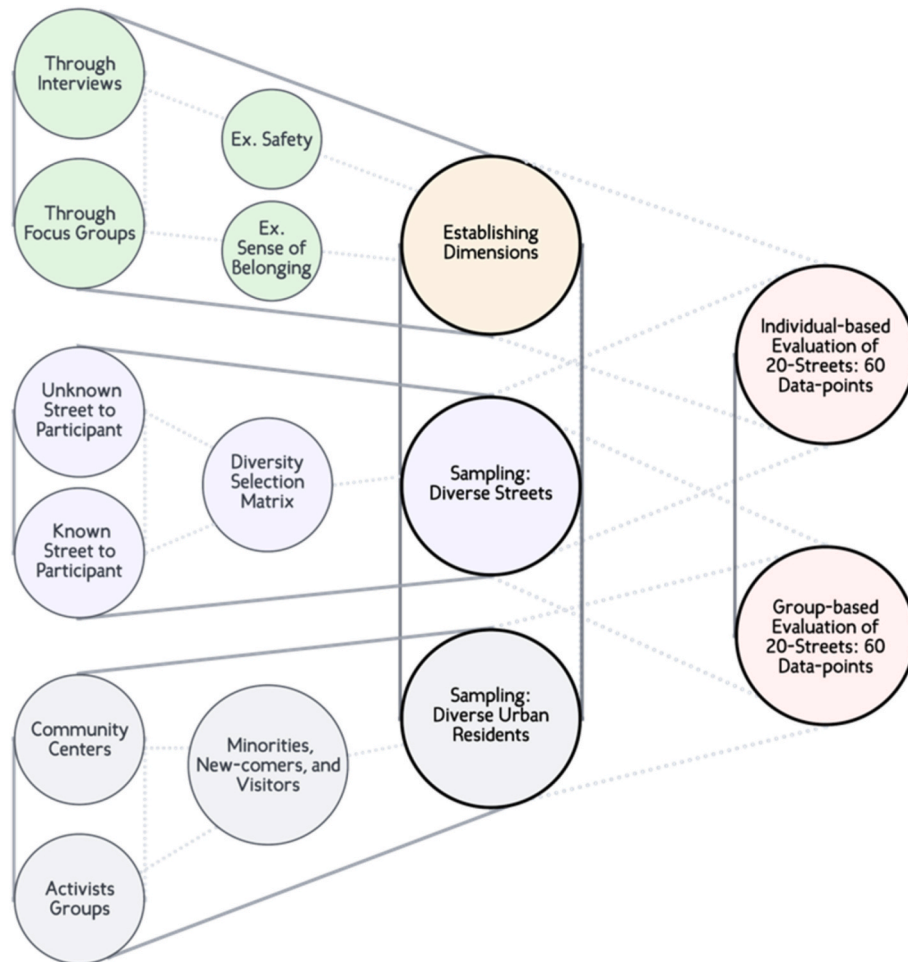 Through
Interviews
Through
Focus Groups
Ex. Safety
Ex.
Sense of
Belonging
Establishing
Dimensions
Unknown
Street to
Participant
Known
Street to
Participant
Diversity
Selection
Matrix
Sampling:
Diverse Streets
Community
Centers
Activists
Groups
Minorities,
New-comers, and
Visitors
Sampling:
Diverse Urban
Residents
Individual-based
Evaluation of
20-Streets: 60
Data-points
Group-based
Evaluation of
20-Streets: 60
Data-points